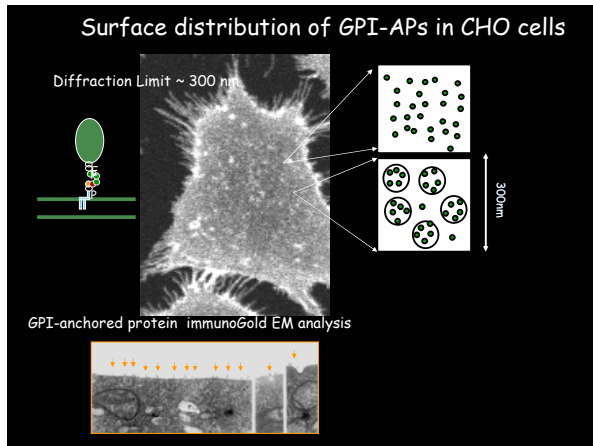 Surface distribution of GPI-APs in CHO cells
Diffraction Limit ~ 300 nm
300nm
GPI-anchored protein immunoGold EM analysis